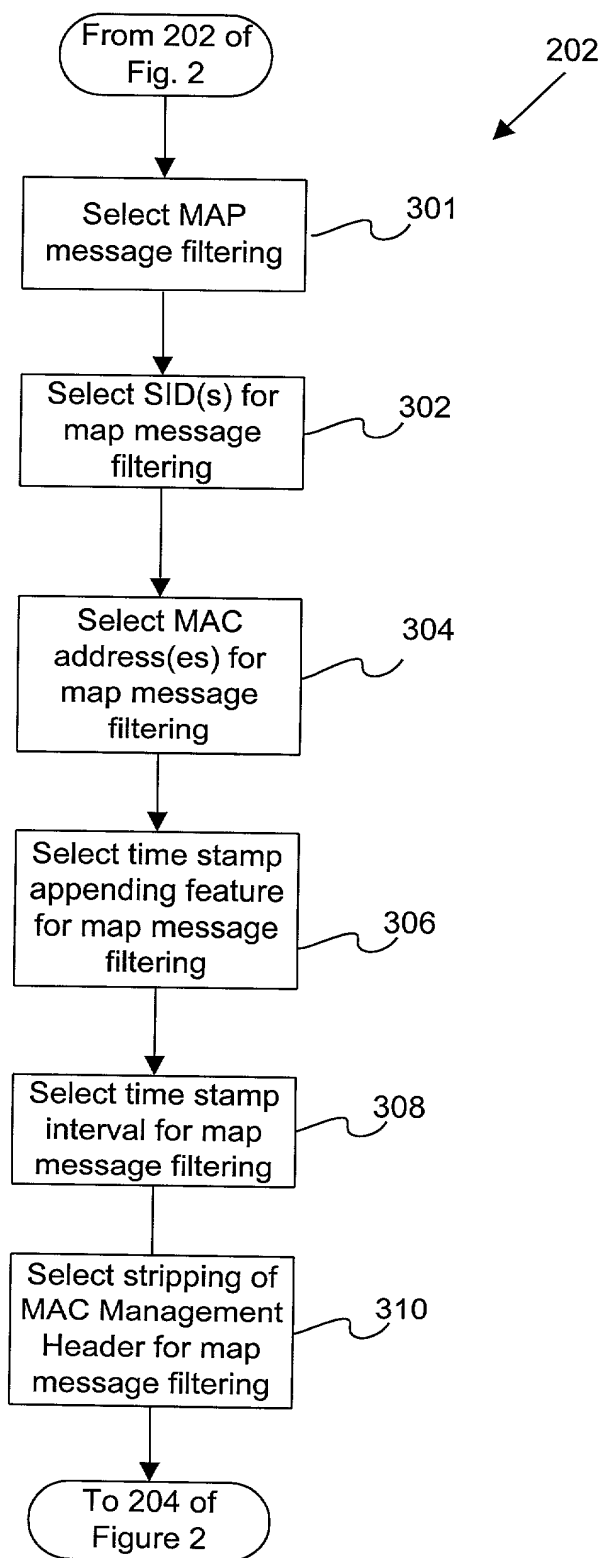 From 202 of
Fig. 2
202
Select MAP
message filtering
301
Select SID(s) for
map message
filtering
302
Select MAC
address(es) for
map message
filtering
304
Select time stamp
appending feature
for map message
filtering
306
Select time stamp
interval for map
message filtering
308
Select stripping of
MAC Management
Header for map
message filtering
310
To 204 of
Figure 2